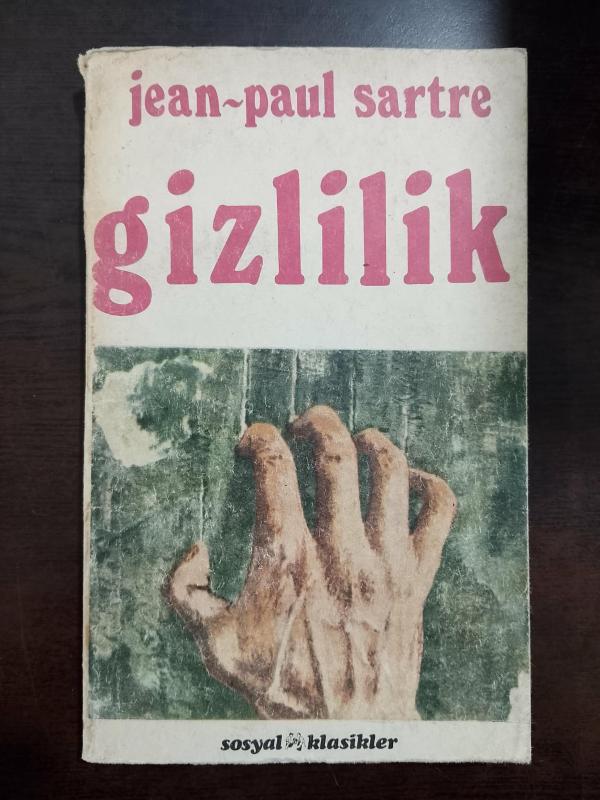 jean~paul sartre
gizlilik
sosyal klasikler